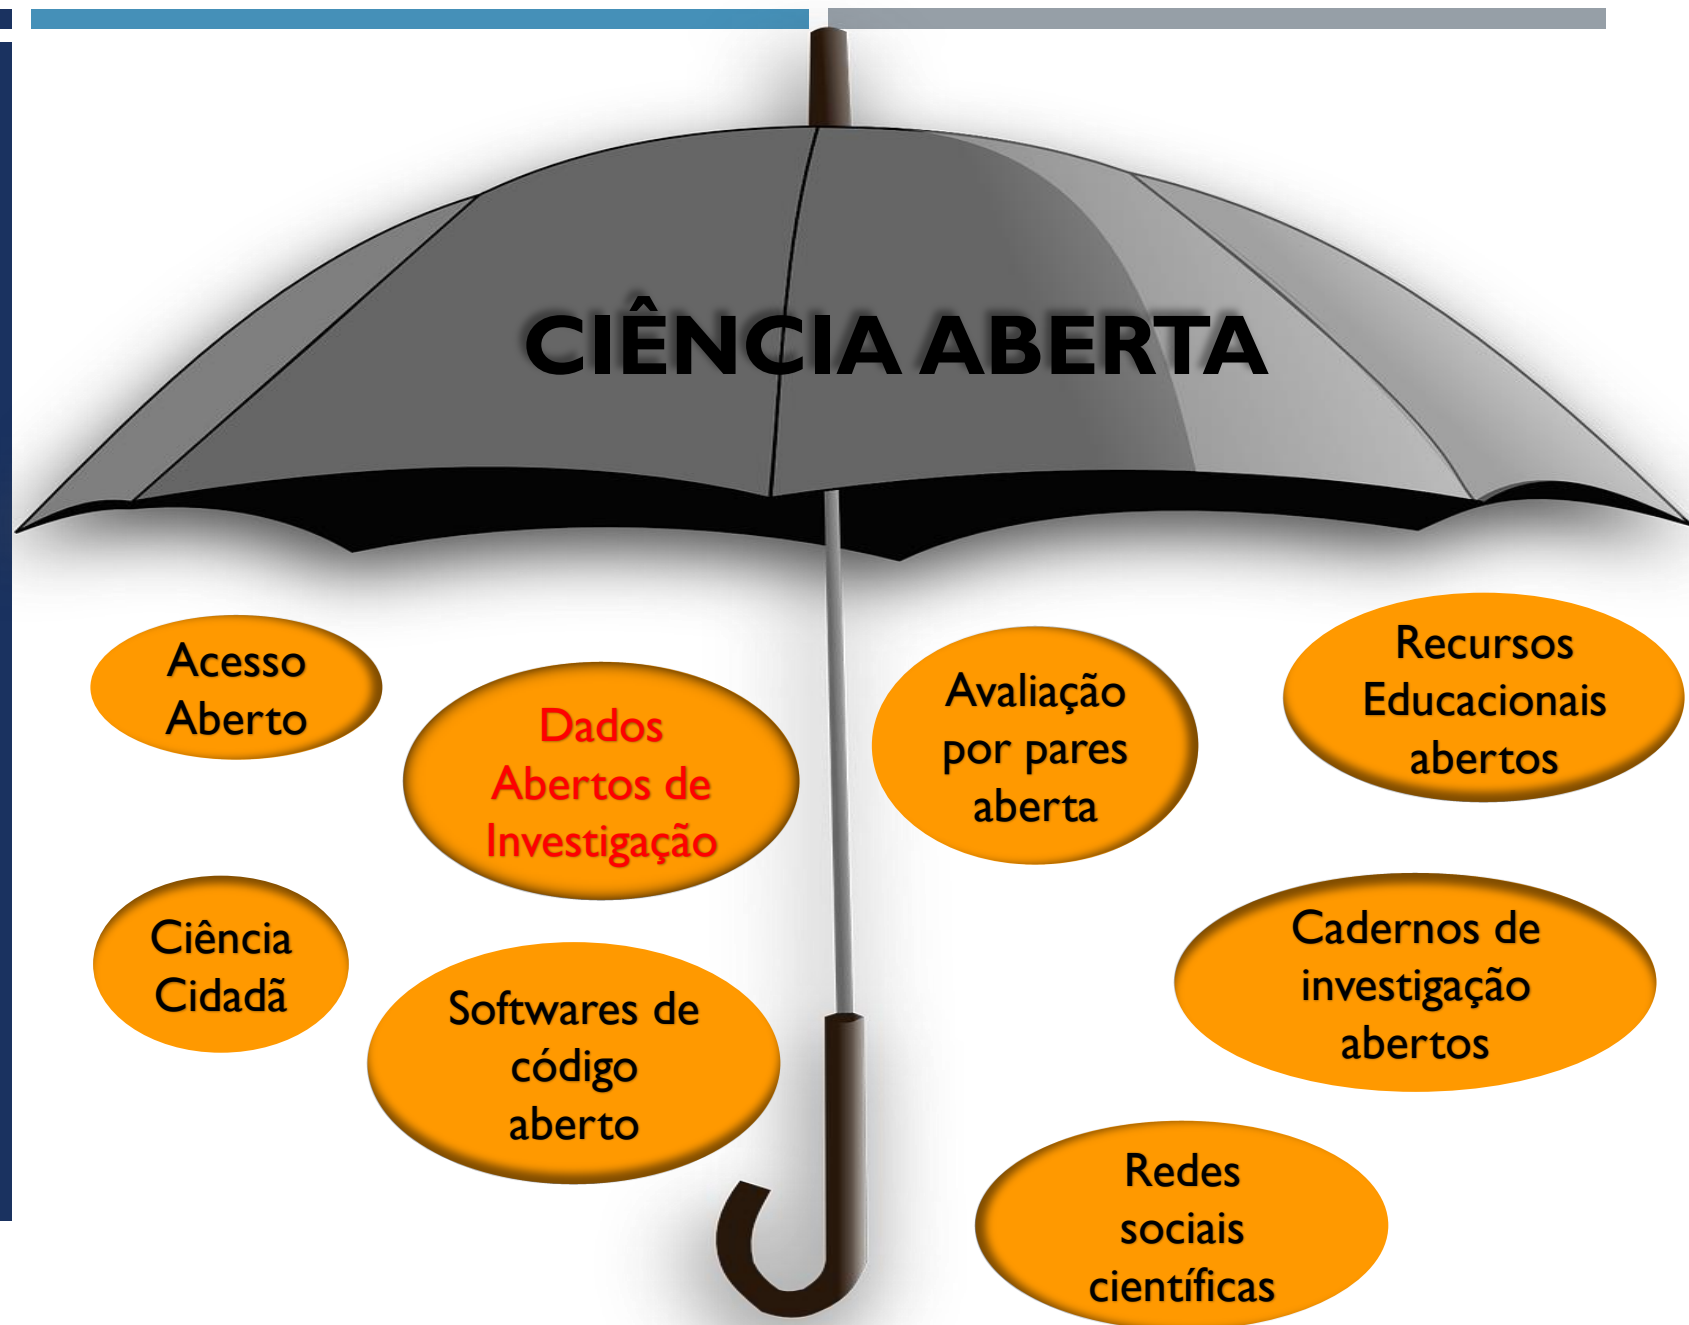 CIÊNCIA ABERTA
Acesso
Aberto
Dados
Abertos de
Investigação
Avaliação
por pares
aberta
Recursos
Educacionais
abertos
Ciência
Cidadã
Softwares de
código
aberto
Cadernos de
investigação
abertos
Redes
sociais
científicas